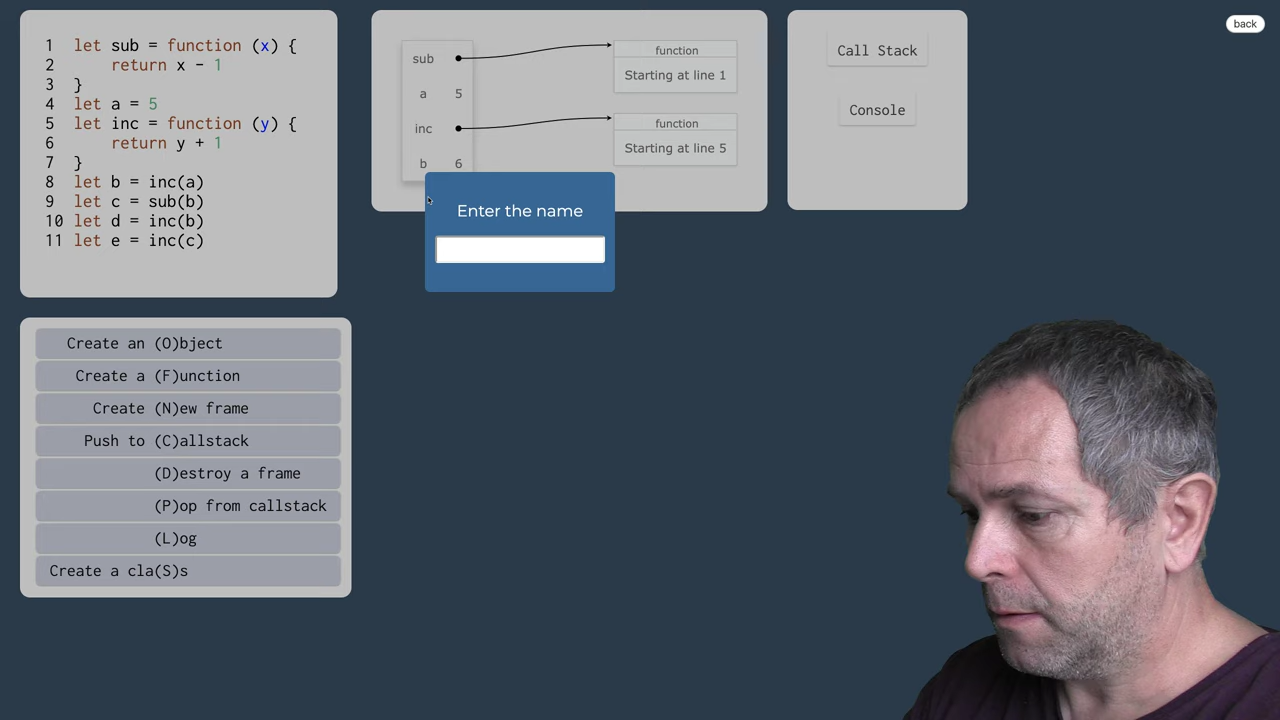 1 let sub = function (x) {
2 return x - 1
3 }
4 let a = 5
5 let inc = function (y) {
6 return y + 1
7 }
8 let b = inc(a)
9 let c = sub(b)
10 let d = inc(b)
11 let e = inc(c)
sub
a 5
inc
b 6
function
Starting at line 1
function
Starting at line 5
Enter the name
Call Stack
Console
back
Create an (O)bject
Create a (F)unction
Create (N)ew frame
Push to (C)allstack
(D)estroy a frame
(P)op from callstack
(L)og
Create a cla(S)s